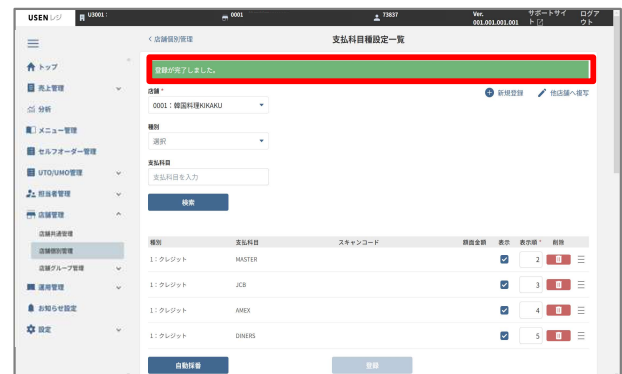 USEN レジ U3001： 0001 73837 Ver. 001.001.001.001 サポートサイト ログアウト
< 店舗個別管理 支払科目種設定一覧
トップ
売上管理
分析
メニュー管理
セルフオーダー管理
UTO/UMO管理
担当者管理
店舗管理
店舗共通管理
店舗個別管理
店舗グループ管理
運用管理
お知らせ設定
設定
登録が完了しました。
店舗 *
新規登録 他店舗へ複写
0001：韓国料理KIKAKU
種別
選択
支払科目
支払科目を入力
検索
種別 支払科目 スキャンコード 額面金額 表示 表示順 * 削除
1：クレジット MASTER 2
1：クレジット JCB 3
1：クレジット AMEX 4
1：クレジット DINERS 5
自動採番 登録